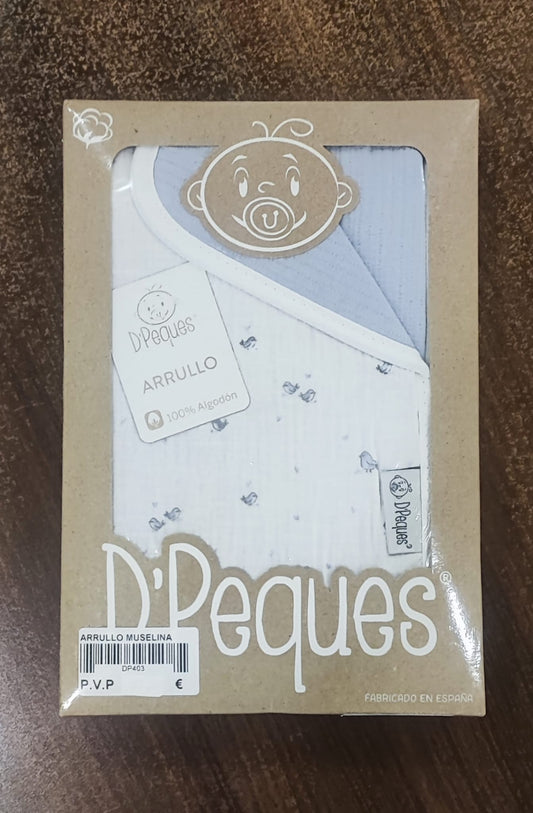 D'Peques
ARRULLO
100% Algodón
D'Peques
D'Peques®
ARRULLO MUSELINA
DP403
P.V.P €
FABRICADO EN ESPAÑA